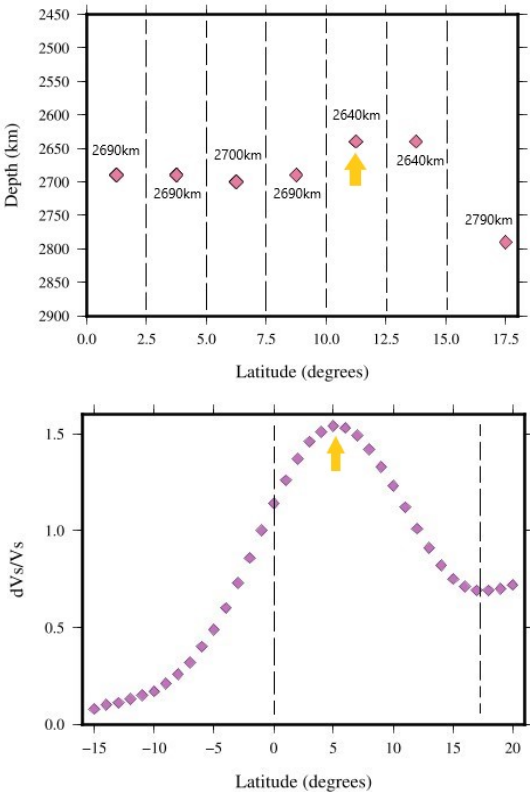 2450
2500
2550
2600
2650
2700
2750
2800
2850
2900
Depth (km)
2690km
2690km
2700km
2690km
2640km
2640km
2790km
0.0 2.5 5.0 7.5 10.0 12.5 15.0 17.5
Latitude (degrees)
1.5
1.0
0.5
0.0
dVs/Vs
−15 −10 −5 0 5 10 15 20
Latitude (degrees)